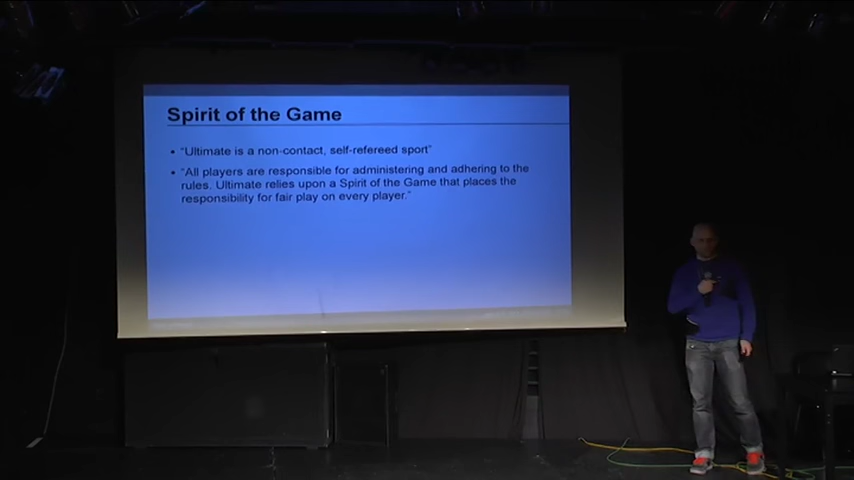 Spirit of the Game
• "Ultimate is a non-contact, self-refereed sport"
• "All players are responsible for administering and adhering to the
rules. Ultimate relies upon a Spirit of the Game that places the
responsibility for fair play on every player."